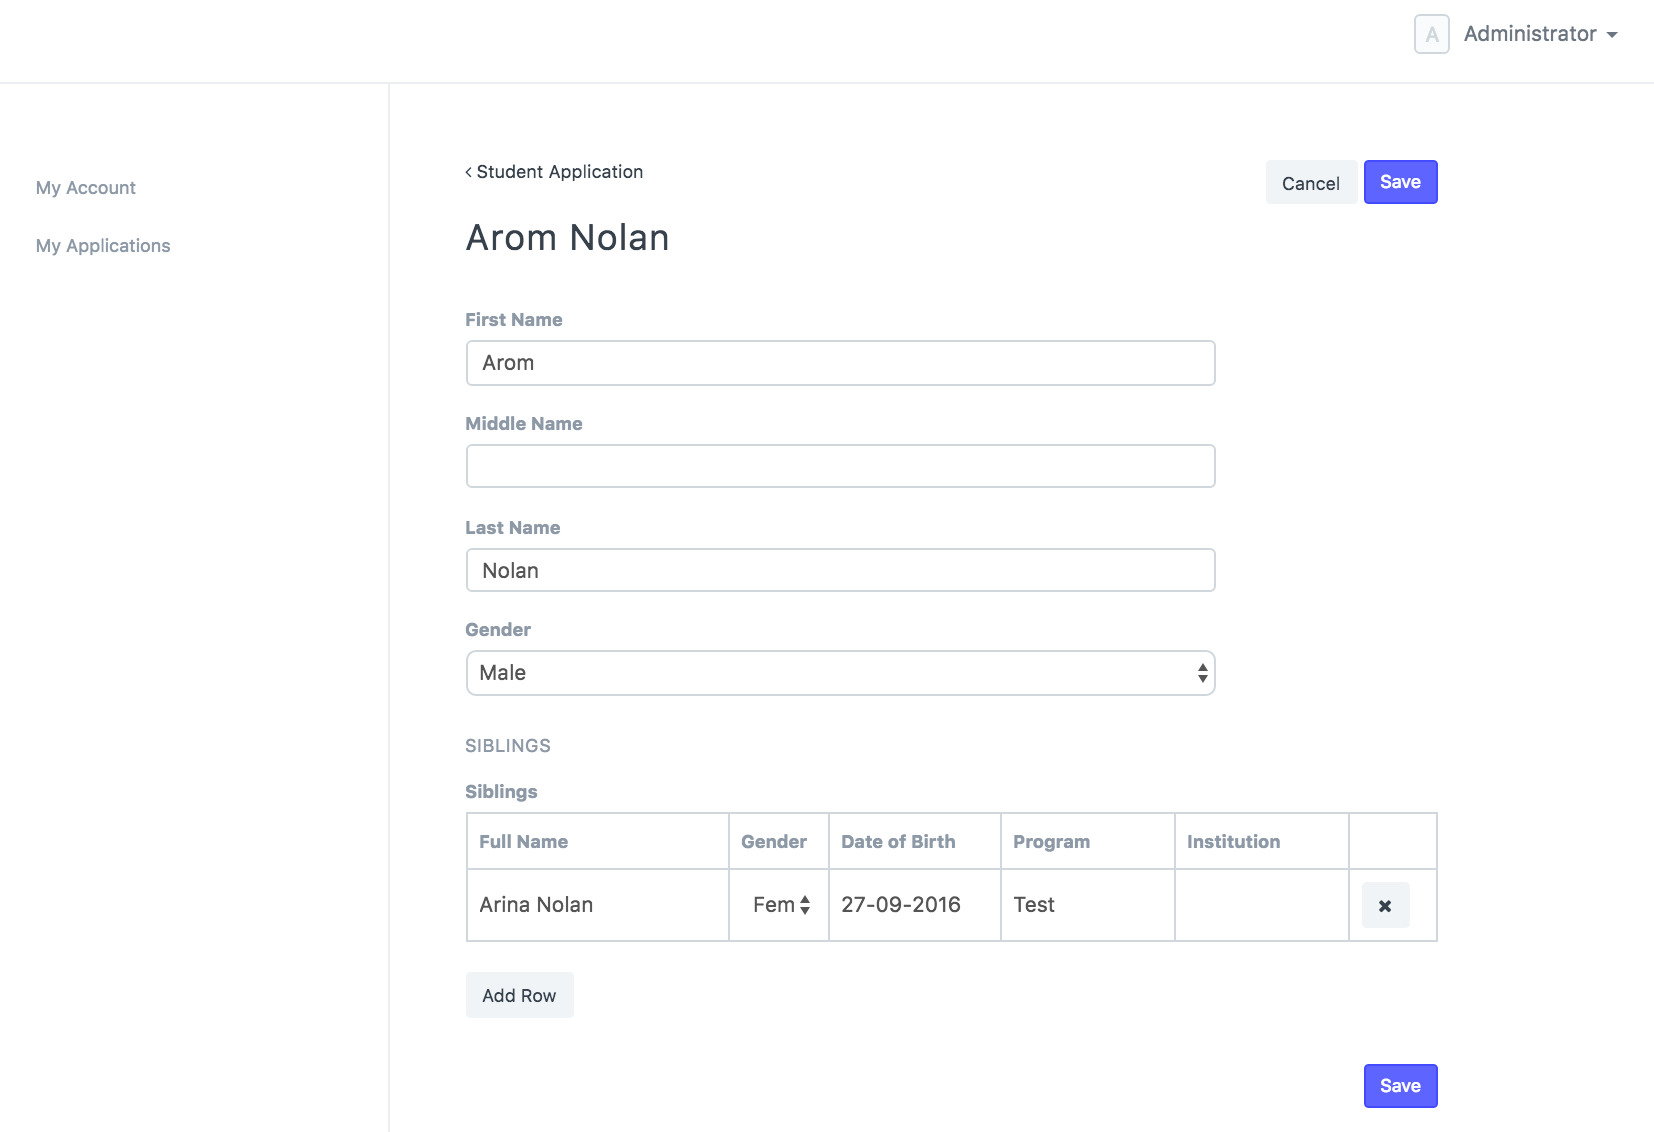 A Administrator
My Account
My Applications
‹ Student Application
Cancel Save
Arom Nolan
First Name
Arom
Middle Name
Last Name
Nolan
Gender
Male
SIBLINGS
Siblings
Full Name Gender Date of Birth Program Institution
Arina Nolan Fem 27-09-2016 Test
Add Row
Save